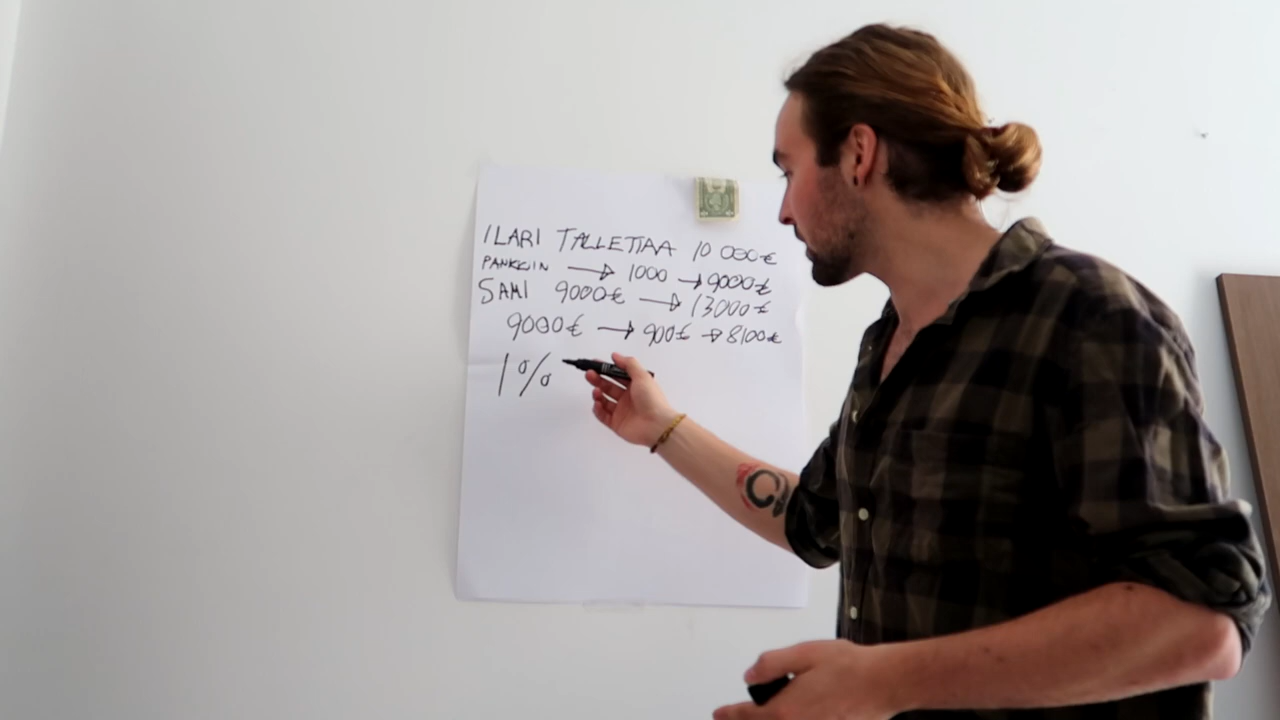 ILARI TALLETTAA 10 000€
PANKKIIN → 1000 → 9000€
SAMI 9000€ → 13000€
9000€ → 900€ → 8100€
1%